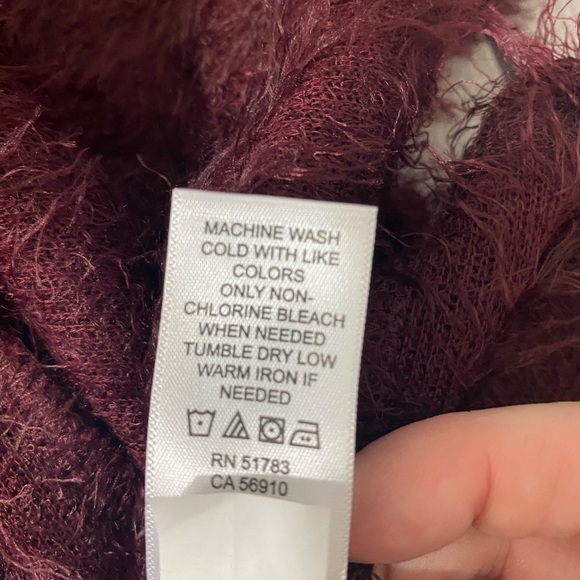 MACHINE WASH
COLD WITH LIKE
COLORS
ONLY NON-
CHLORINE BLEACH
WHEN NEEDED
TUMBLE DRY LOW
WARM IRON IF
NEEDED
RN 51783
CA 56910